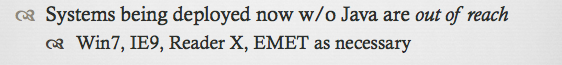 Systems being deployed now w/o Java are out of reach
Win7, IE9, Reader X, EMET as necessary